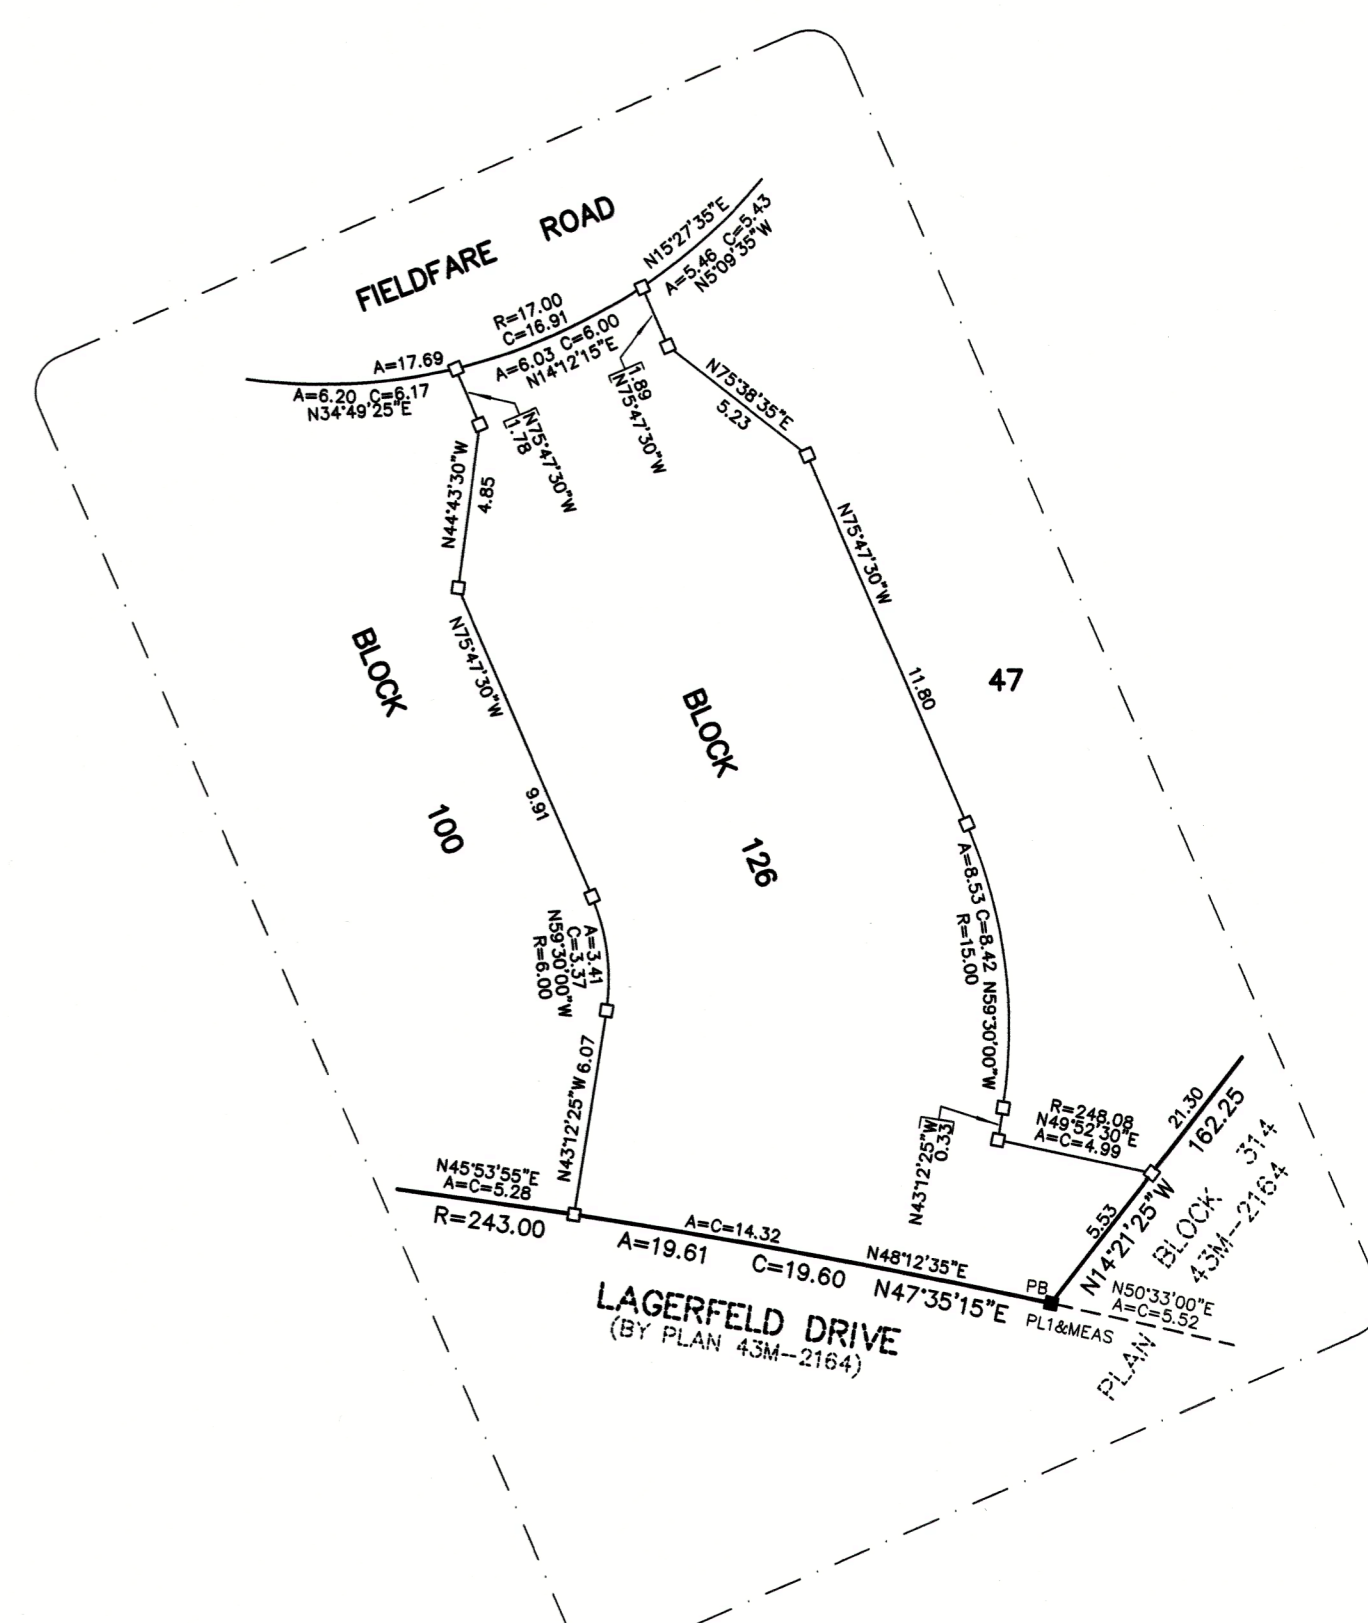 FIELDFARE ROAD
N15°27'35"E
A=5.46 C=5.43
N5°09'35"W
R=17.00
C=16.91
A=6.03 C=6.00
N14°12'15"E
A=17.69
A=6.20 C=6.17
N34°49'25"E
1.89
N75°47'30"W
N75°47'30"W
1.78
N75°38'35"E
5.23
N44°43'30"W
4.85
N75°47'30"W
11.80
N75°47'30"W
9.91
47
BLOCK 100
BLOCK 126
A=3.41
C=3.37
N59°30'00"W
R=6.00
A=8.53 C=8.42 N59°30'00"W
R=15.00
N43°12'25"W 6.07
N43°12'25"W
0.33
R=248.08
N49°52'30"E
A=C=4.99
21.30
162.25
5.53
N14°21'25"W
BLOCK 314
PLAN 43M-2164
N45°53'55"E
A=C=5.28
R=243.00
A=C=14.32
N48°12'35"E
A=19.61 C=19.60 N47°35'15"E
PB
PL1&MEAS
N50°33'00"E
A=C=5.52
LAGERFELD DRIVE
(BY PLAN 43M-2164)